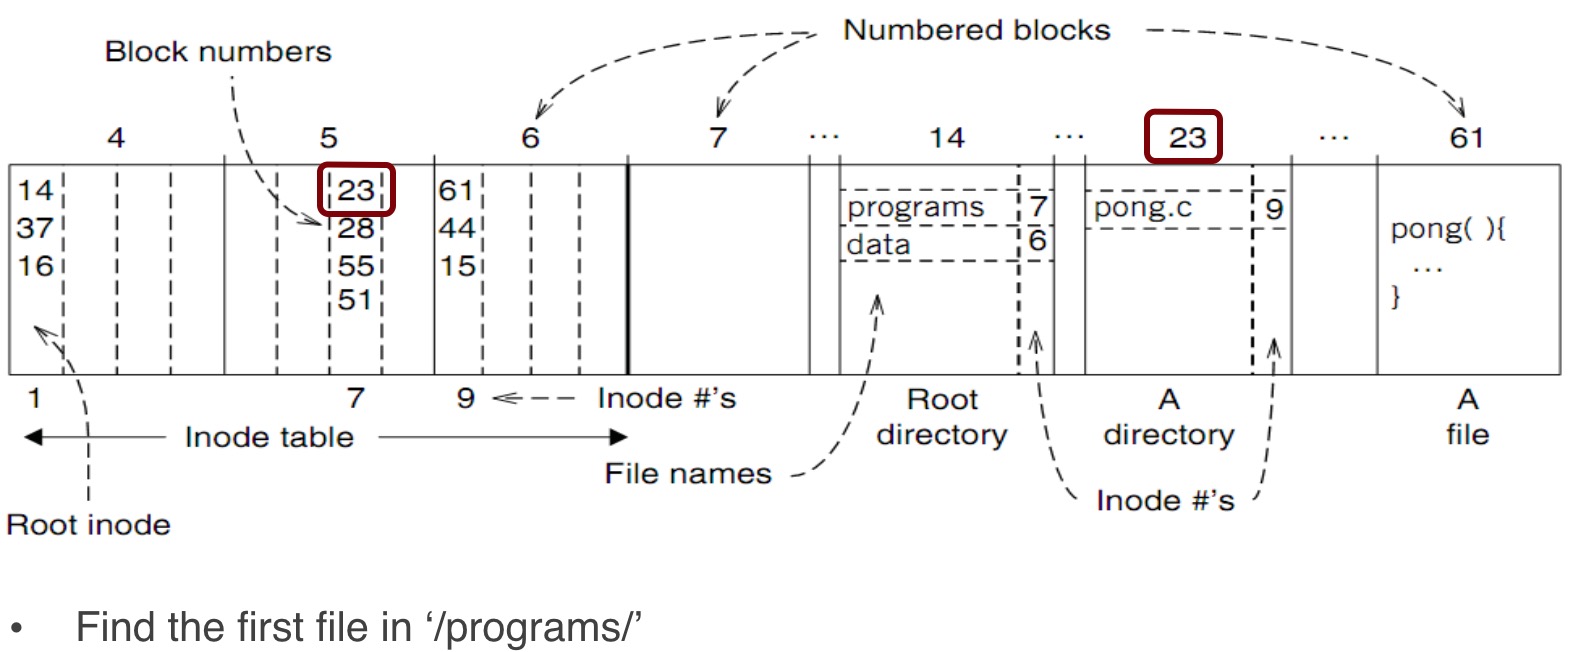 Numbered blocks
Block numbers
4 5 6 7 ... 14 ... 23 ... 61
14 23 61
37 28 44
16 55 15
51
programs 7
data 6
pong.c 9
pong( ){
...
}
1 7 9 Inode #'s
Inode table
Root directory
A directory
A file
File names
Inode #'s
Root inode
• Find the first file in ‘/programs/’